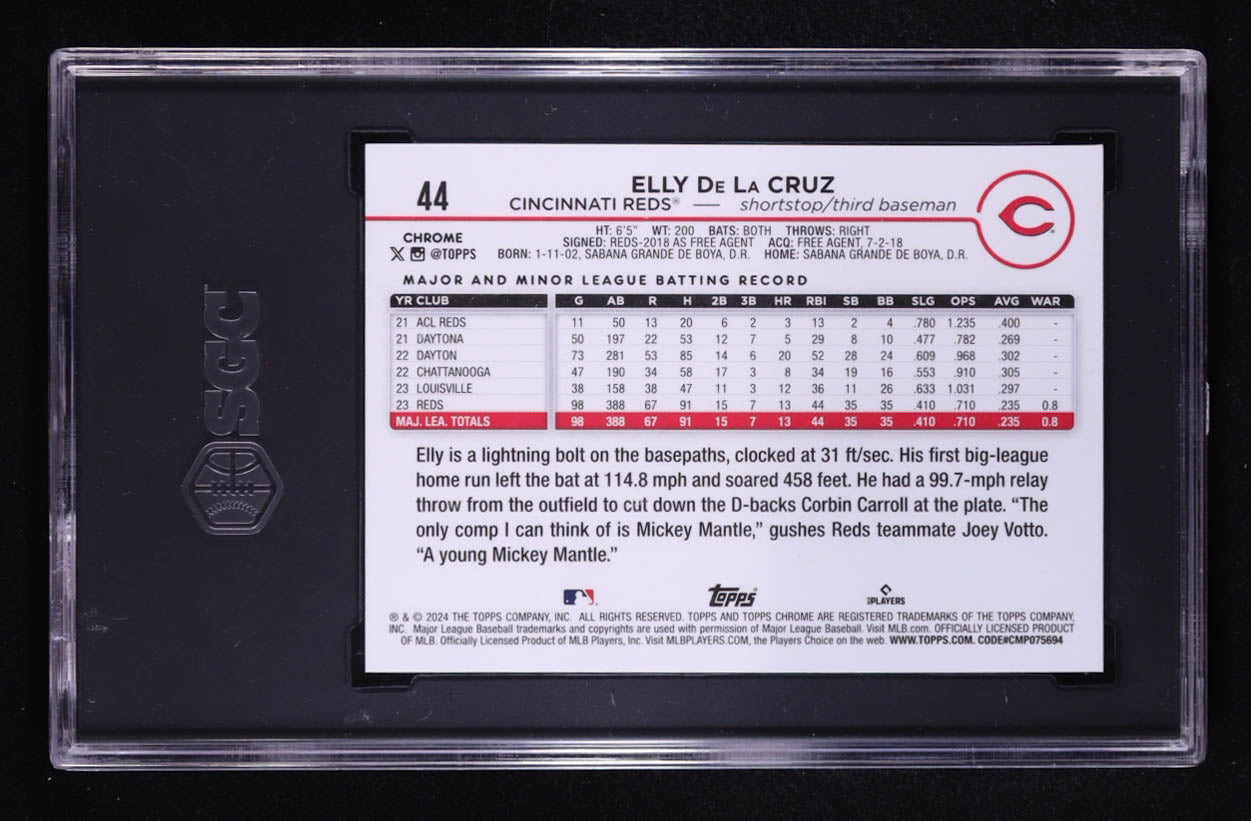 SGC
44
ELLY DE LA CRUZ
CINCINNATI REDS® — shortstop/third baseman
C
CHROME
@TOPPS
HT: 6'5" WT: 200 BATS: BOTH THROWS: RIGHT
SIGNED: REDS-2018 AS FREE AGENT ACQ: FREE AGENT, 7-2-18
BORN: 1-11-02, SABANA GRANDE DE BOYA, D.R. HOME: SABANA GRANDE DE BOYA, D.R.
MAJOR AND MINOR LEAGUE BATTING RECORD
YR CLUB G AB R H 2B 3B HR RBI SB BB SLG OPS AVG WAR
21 ACL REDS 11 50 13 20 6 2 3 13 2 4 .780 1.235 .400 -
21 DAYTONA 50 197 22 53 12 7 5 29 8 10 .477 .782 .269 -
22 DAYTON 73 281 53 85 14 6 20 52 28 24 .609 .968 .302 -
22 CHATTANOOGA 47 190 34 58 17 3 8 34 19 16 .553 .910 .305 -
23 LOUISVILLE 38 158 38 47 11 3 12 36 11 26 .633 1.031 .297 -
23 REDS 98 388 67 91 15 7 13 44 35 35 .410 .710 .235 0.8
MAJ. LEA. TOTALS 98 388 67 91 15 7 13 44 35 35 .410 .710 .235 0.8
Elly is a lightning bolt on the basepaths, clocked at 31 ft/sec. His first big-league
home run left the bat at 114.8 mph and soared 458 feet. He had a 99.7-mph relay
throw from the outfield to cut down the D-backs Corbin Carroll at the plate. “The
only comp I can think of is Mickey Mantle,” gushes Reds teammate Joey Votto.
“A young Mickey Mantle.”
Topps
PLAYERS
® & © 2024 THE TOPPS COMPANY, INC. ALL RIGHTS RESERVED. TOPPS AND TOPPS CHROME ARE REGISTERED TRADEMARKS OF THE TOPPS COMPANY,
INC. Major League Baseball trademarks and copyrights are used with permission of Major League Baseball. Visit MLB.com. OFFICIALLY LICENSED PRODUCT
OF MLB. Officially Licensed Product of MLB Players, Inc. Visit MLBPLAYERS.COM, the Players Choice on the web. WWW.TOPPS.COM. CODE#CMP075694